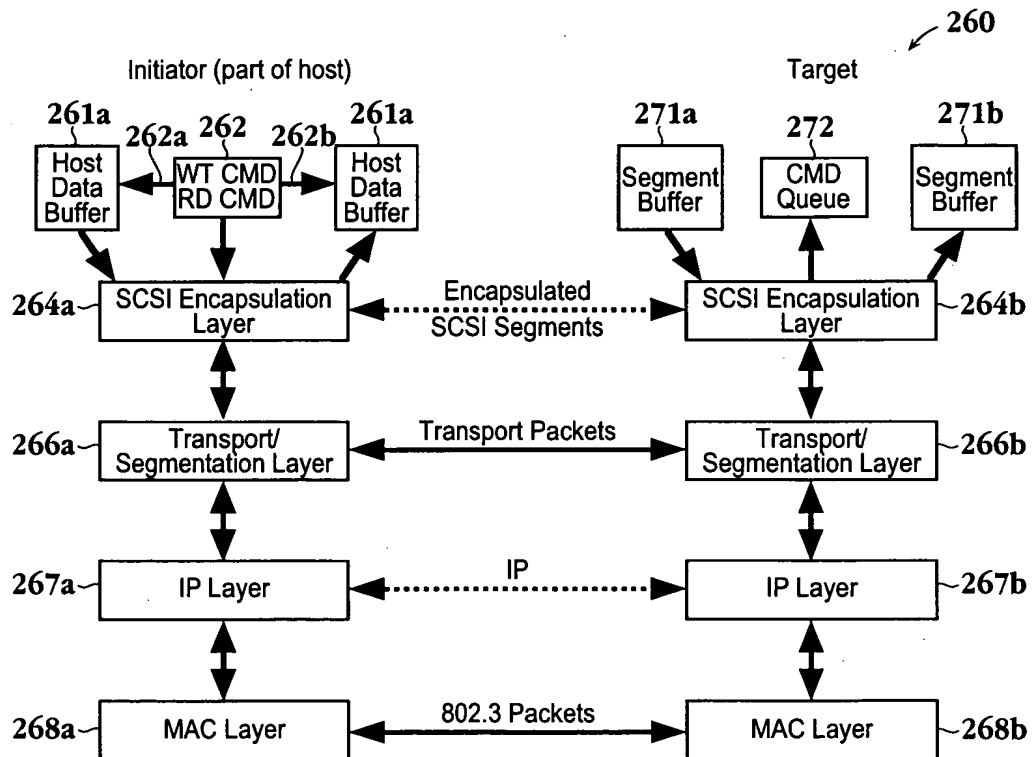 260
Initiator (part of host)
Target
261a
262a
262
262b
261a
271a
272
271b
Host
Data
Buffer
WT CMD
RD CMD
Host
Data
Buffer
Segment
Buffer
CMD
Queue
Segment
Buffer
264a
SCSI Encapsulation
Layer
Encapsulated
SCSI Segments
SCSI Encapsulation
Layer
264b
266a
Transport/
Segmentation Layer
Transport Packets
Transport/
Segmentation Layer
266b
267a
IP Layer
IP
IP Layer
267b
268a
MAC Layer
802.3 Packets
MAC Layer
268b